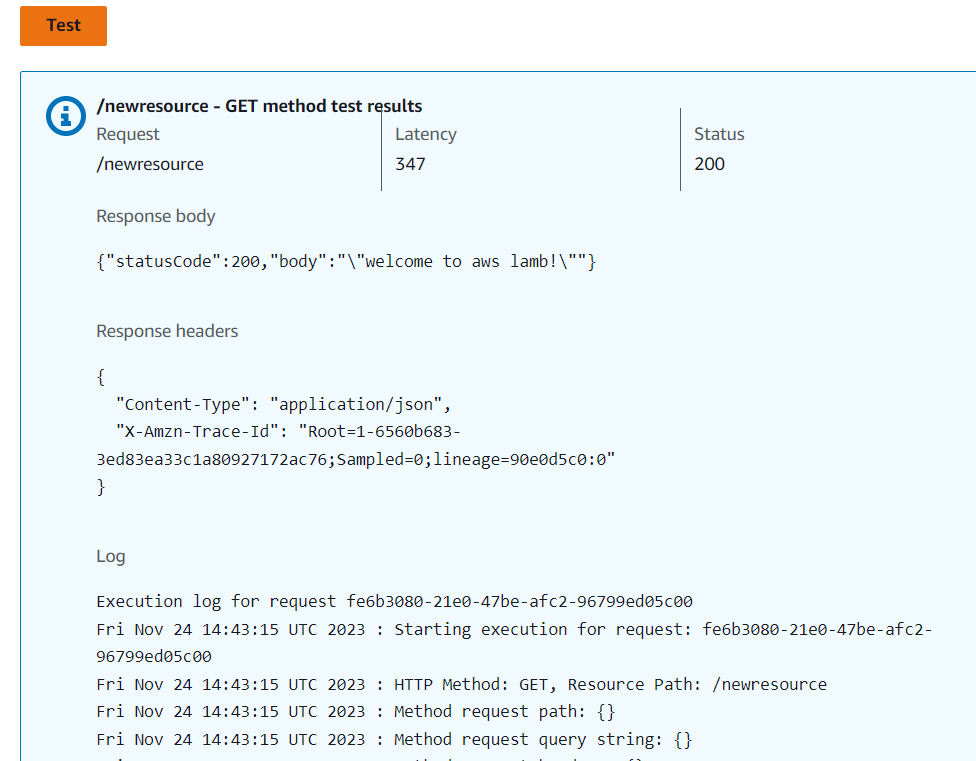 Test
/newresource - GET method test results
Request
Latency
Status
/newresource
347
200
Response body
{"statusCode":200,"body":"\"welcome to aws lamb!\""}
Response headers
{
"Content-Type": "application/json",
"X-Amzn-Trace-Id": "Root=1-6560b683-
3ed83ea33c1a80927172ac76;Sampled=0;lineage=90e0d5c0:0"
}
Log
Execution log for request fe6b3080-21e0-47be-afc2-96799ed05c00
Fri Nov 24 14:43:15 UTC 2023 : Starting execution for request: fe6b3080-21e0-47be-afc2-
96799ed05c00
Fri Nov 24 14:43:15 UTC 2023 : HTTP Method: GET, Resource Path: /newresource
Fri Nov 24 14:43:15 UTC 2023 : Method request path: {}
Fri Nov 24 14:43:15 UTC 2023 : Method request query string: {}